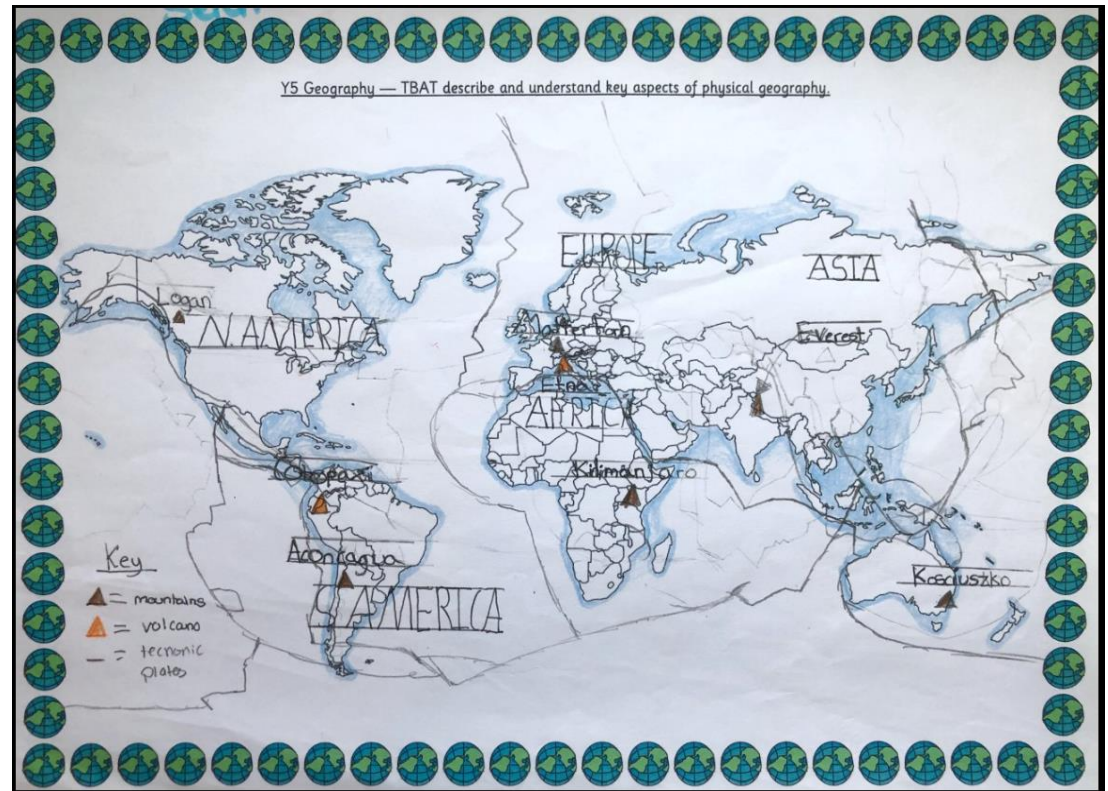 Y5 Geography — TBAT describe and understand key aspects of physical geography.
EUROPE
ASIA
Logan
N. AMERICA
Matterhorn
Everest
Etna
AFRICA
Cotopaxi
Kilimanjaro
Aconcagua
Kosciuszko
S. AMERICA
Key
= mountains
= volcano
= tecnonic
plates